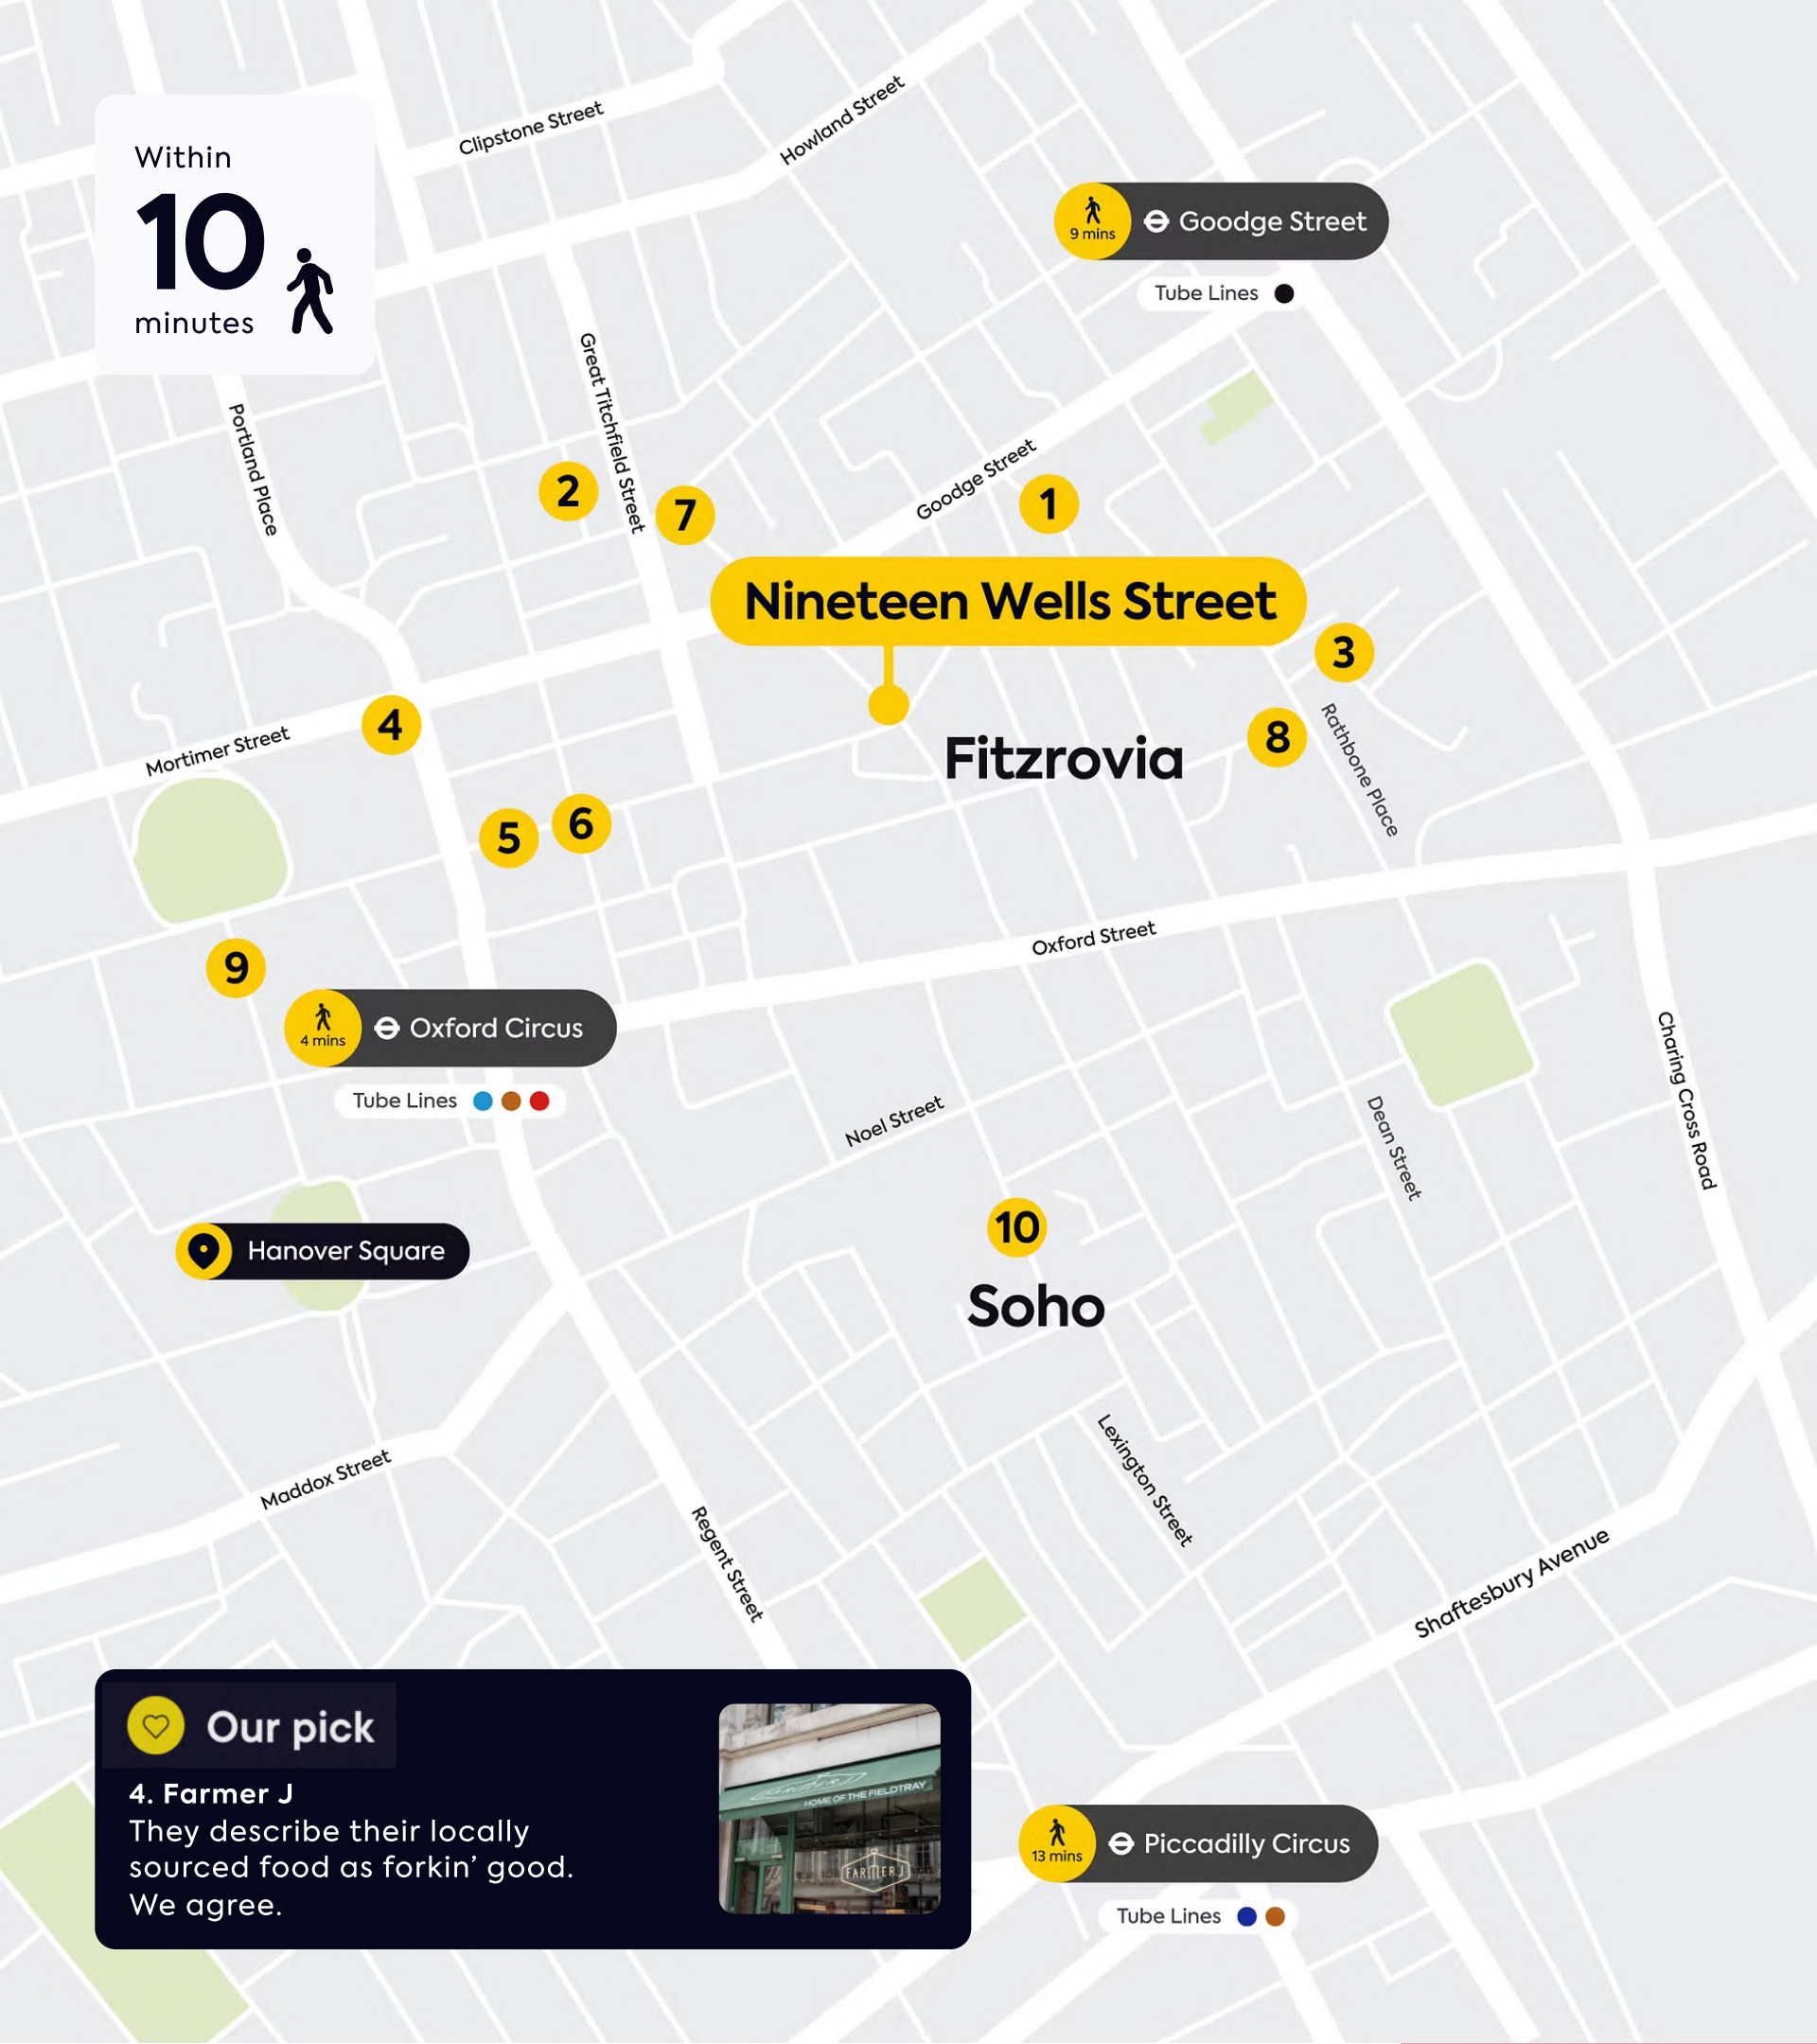 Within
10
minutes
Clipstone Street
Howland Street
9 mins
Goodge Street
Tube Lines
Great Titchfield Street
Portland Place
Goodge Street
2
7
1
Nineteen Wells Street
3
4
Mortimer Street
Rathbone Place
8
Fitzrovia
5
6
Oxford Street
9
4 mins
Oxford Circus
Tube Lines
Charing Cross Road
Noel Street
Dean Street
10
Hanover Square
Soho
Lexington Street
Maddox Street
Regent Street
Shaftesbury Avenue
Our pick
4. Farmer J
They describe their locally
sourced food as forkin’ good.
We agree.
FARMER J
HOME OF THE FIELDTRAY
FARMER J
13 mins
Piccadilly Circus
Tube Lines